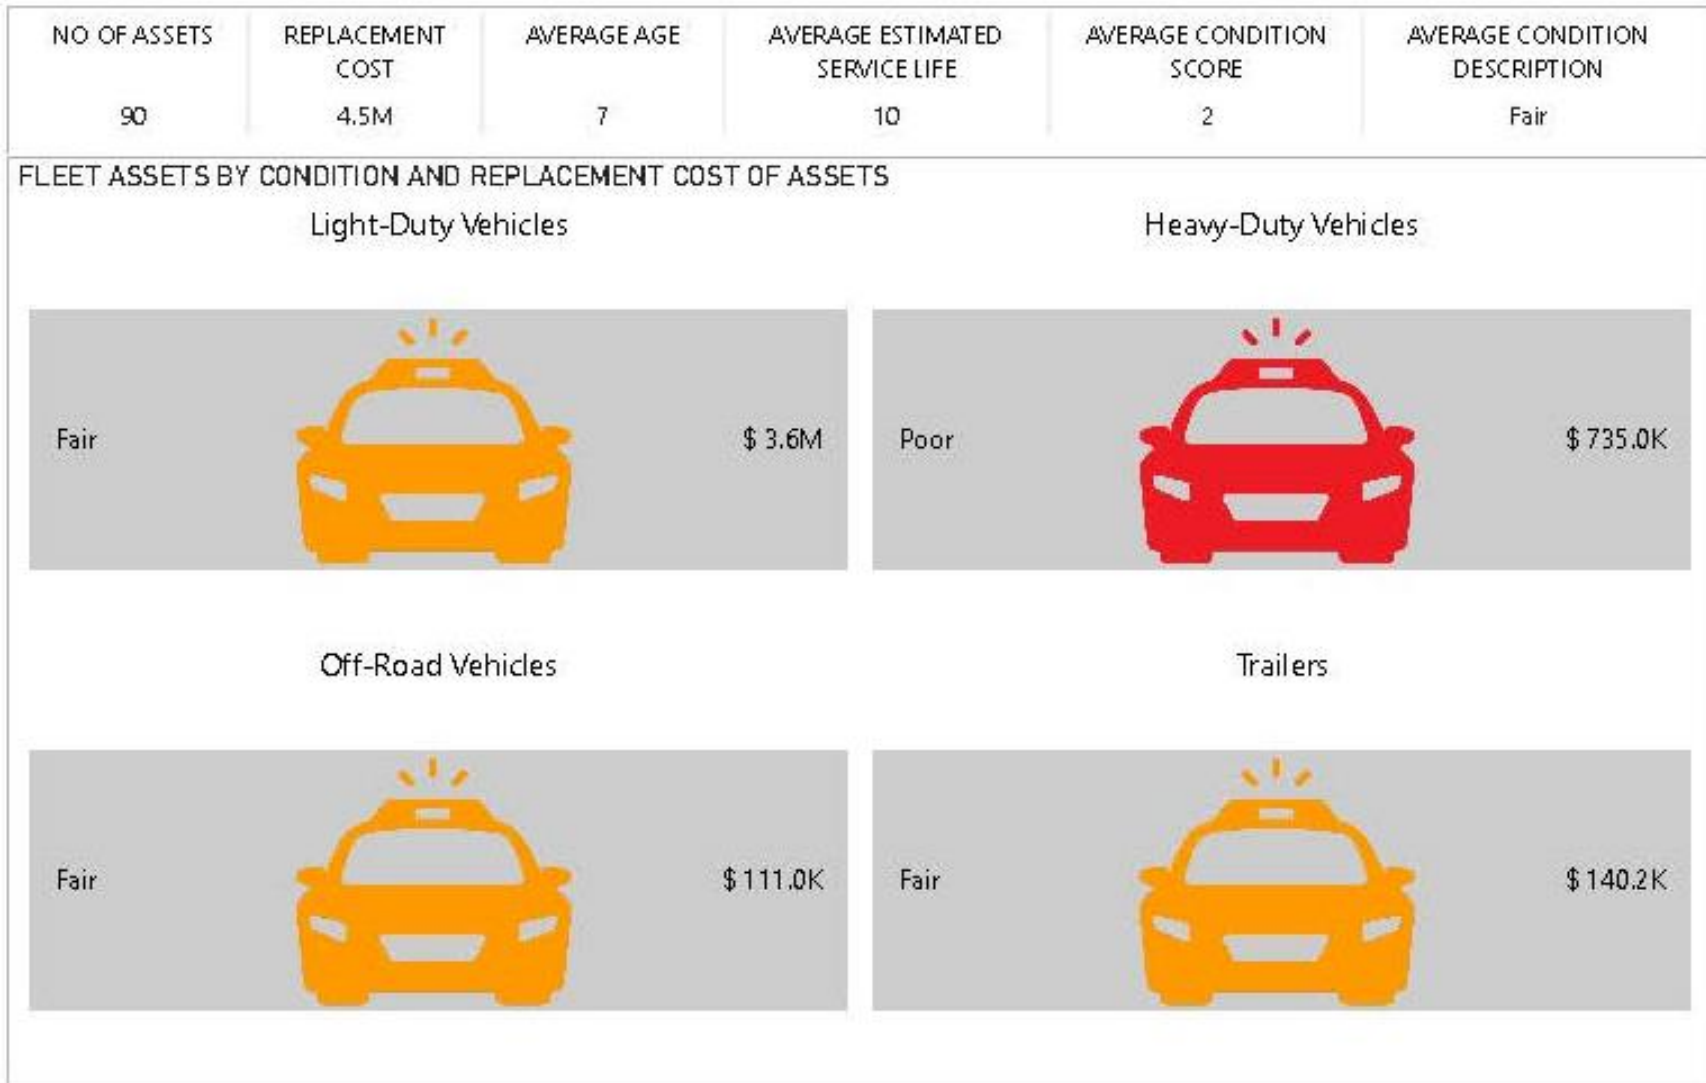 NO OF ASSETS
REPLACEMENT
COST
AVERAGE AGE
AVERAGE ESTIMATED
SERVICE LIFE
AVERAGE CONDITION
SCORE
AVERAGE CONDITION
DESCRIPTION
90
4.5M
7
10
2
Fair
FLEET ASSETS BY CONDITION AND REPLACEMENT COST OF ASSETS
Light-Duty Vehicles
Heavy-Duty Vehicles
Fair
$ 3.6M
Poor
$ 735.0K
Off-Road Vehicles
Trailers
Fair
$ 111.0K
Fair
$ 140.2K